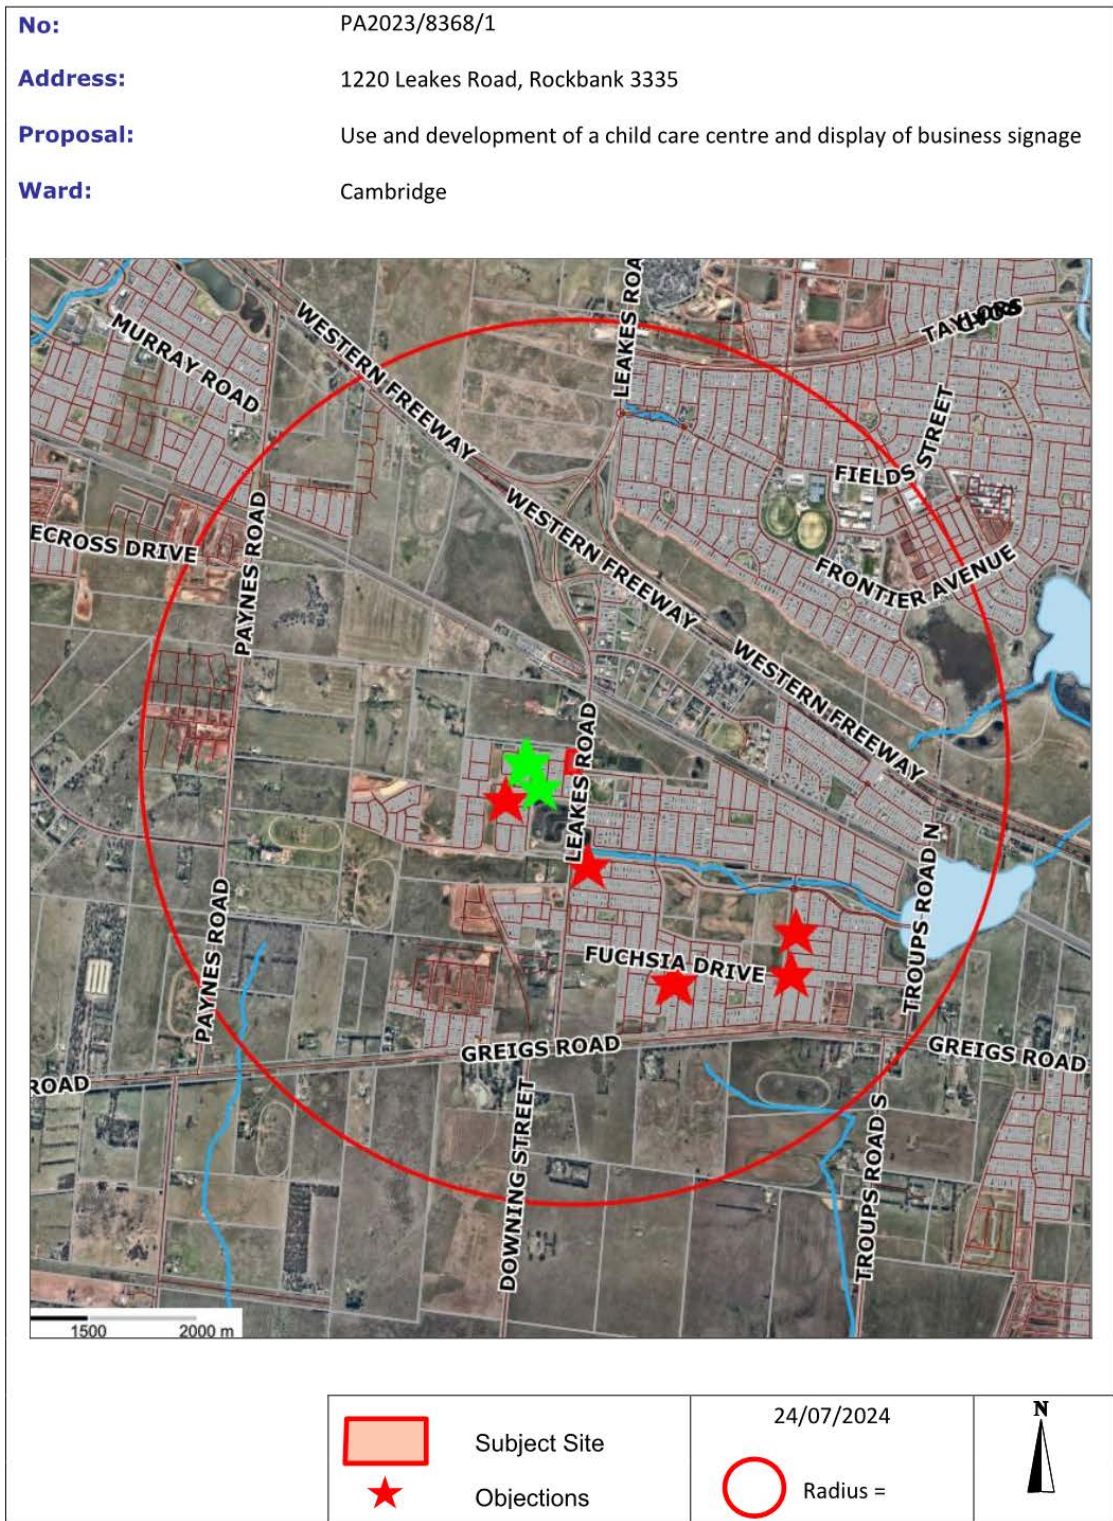 No: PA2023/8368/1
Address: 1220 Leakes Road, Rockbank 3335
Proposal: Use and development of a child care centre and display of business signage
Ward: Cambridge
LEAKES ROA
TAYLORS
MURRAY ROAD
WESTERN FREEWAY
FIELDS STREET
WESTERN FREEWAY
ECROSS DRIVE
PAYNES ROAD
FRONTIER AVENUE
WESTERN FREEWAY
LEAKES ROAD
TROUPS ROAD N
PAYNES ROAD
FUCHSIA DRIVE
GREIGS ROAD
GREIGS ROAD
ROAD
DOWNING STREET
TROUPS ROAD S
1500 2000 m
24/07/2024
N
Subject Site
Radius =
Objections